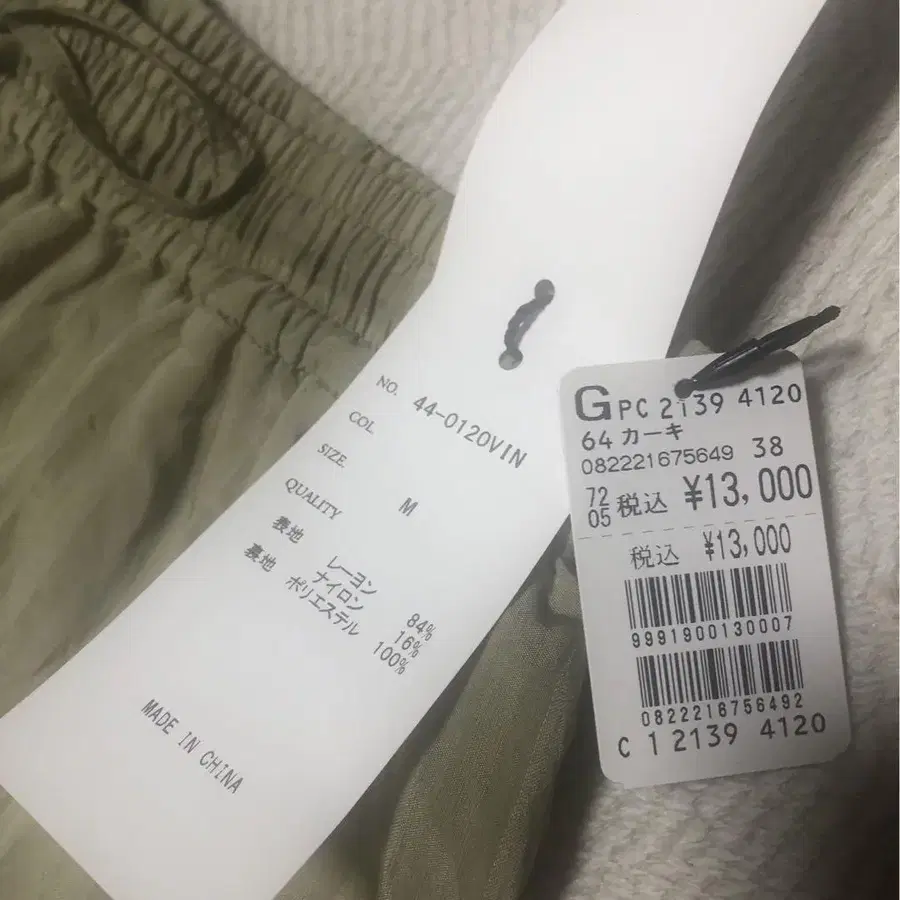 NO. 44-0120VIN
COL.
SIZE. M
QUALITY
表地 レーヨン 84%
ナイロン 16%
裏地 ポリエステル 100%
MADE IN CHINA
G PC 2139 4120
64 カーキ
082221675649 38
72
05 税込 ¥13,000
税込 ¥13,000
9991900130007
0822216756492
C 1 2139 4120